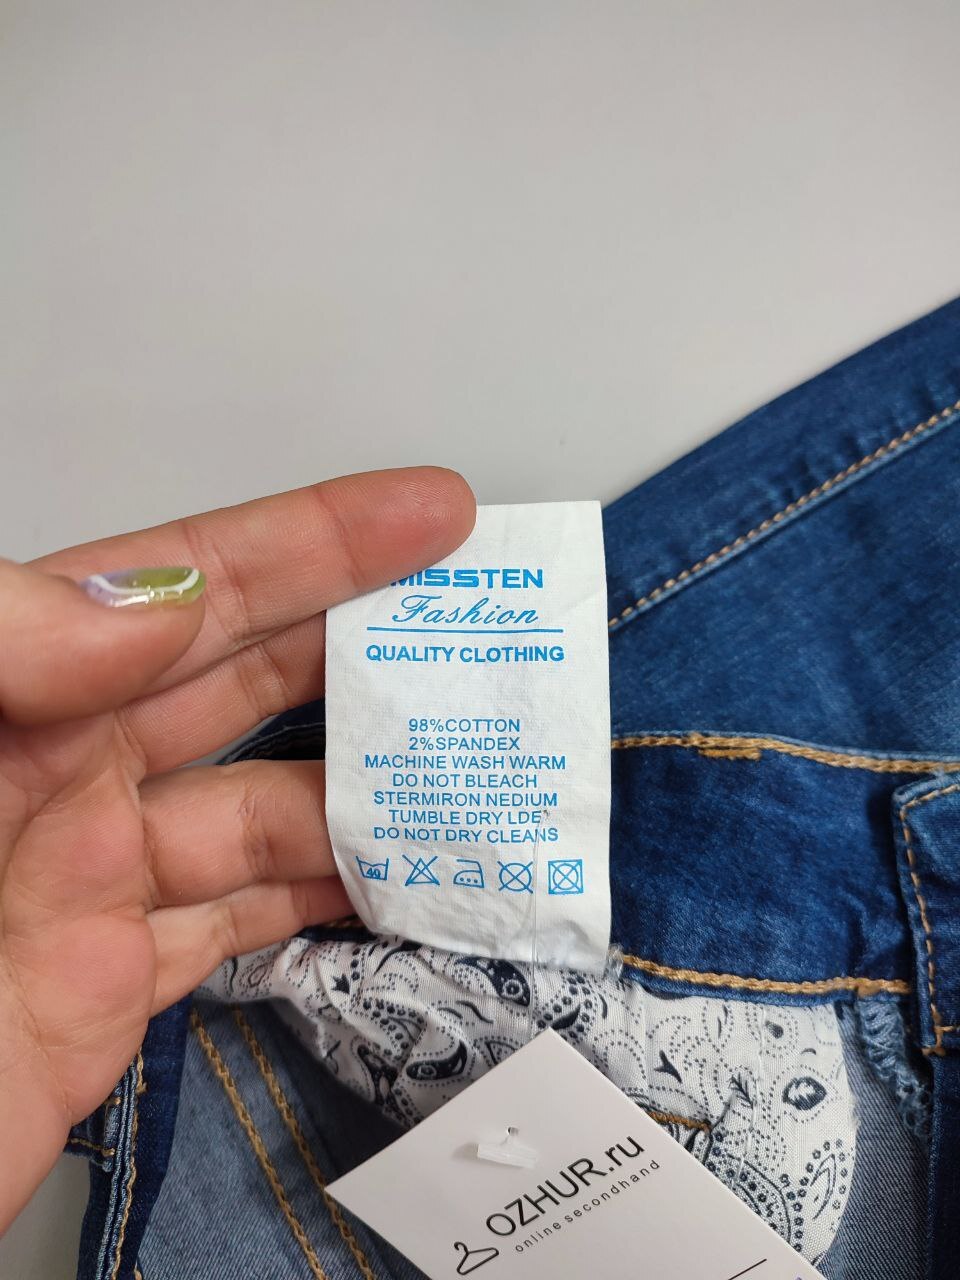 MISSTEN
Fashion
QUALITY CLOTHING
98%COTTON
2%SPANDEX
MACHINE WASH WARM
DO NOT BLEACH
STERMIRON NEDIUM
TUMBLE DRY LDE
DO NOT DRY CLEANS
40
OZHUR.ru
online secondhand